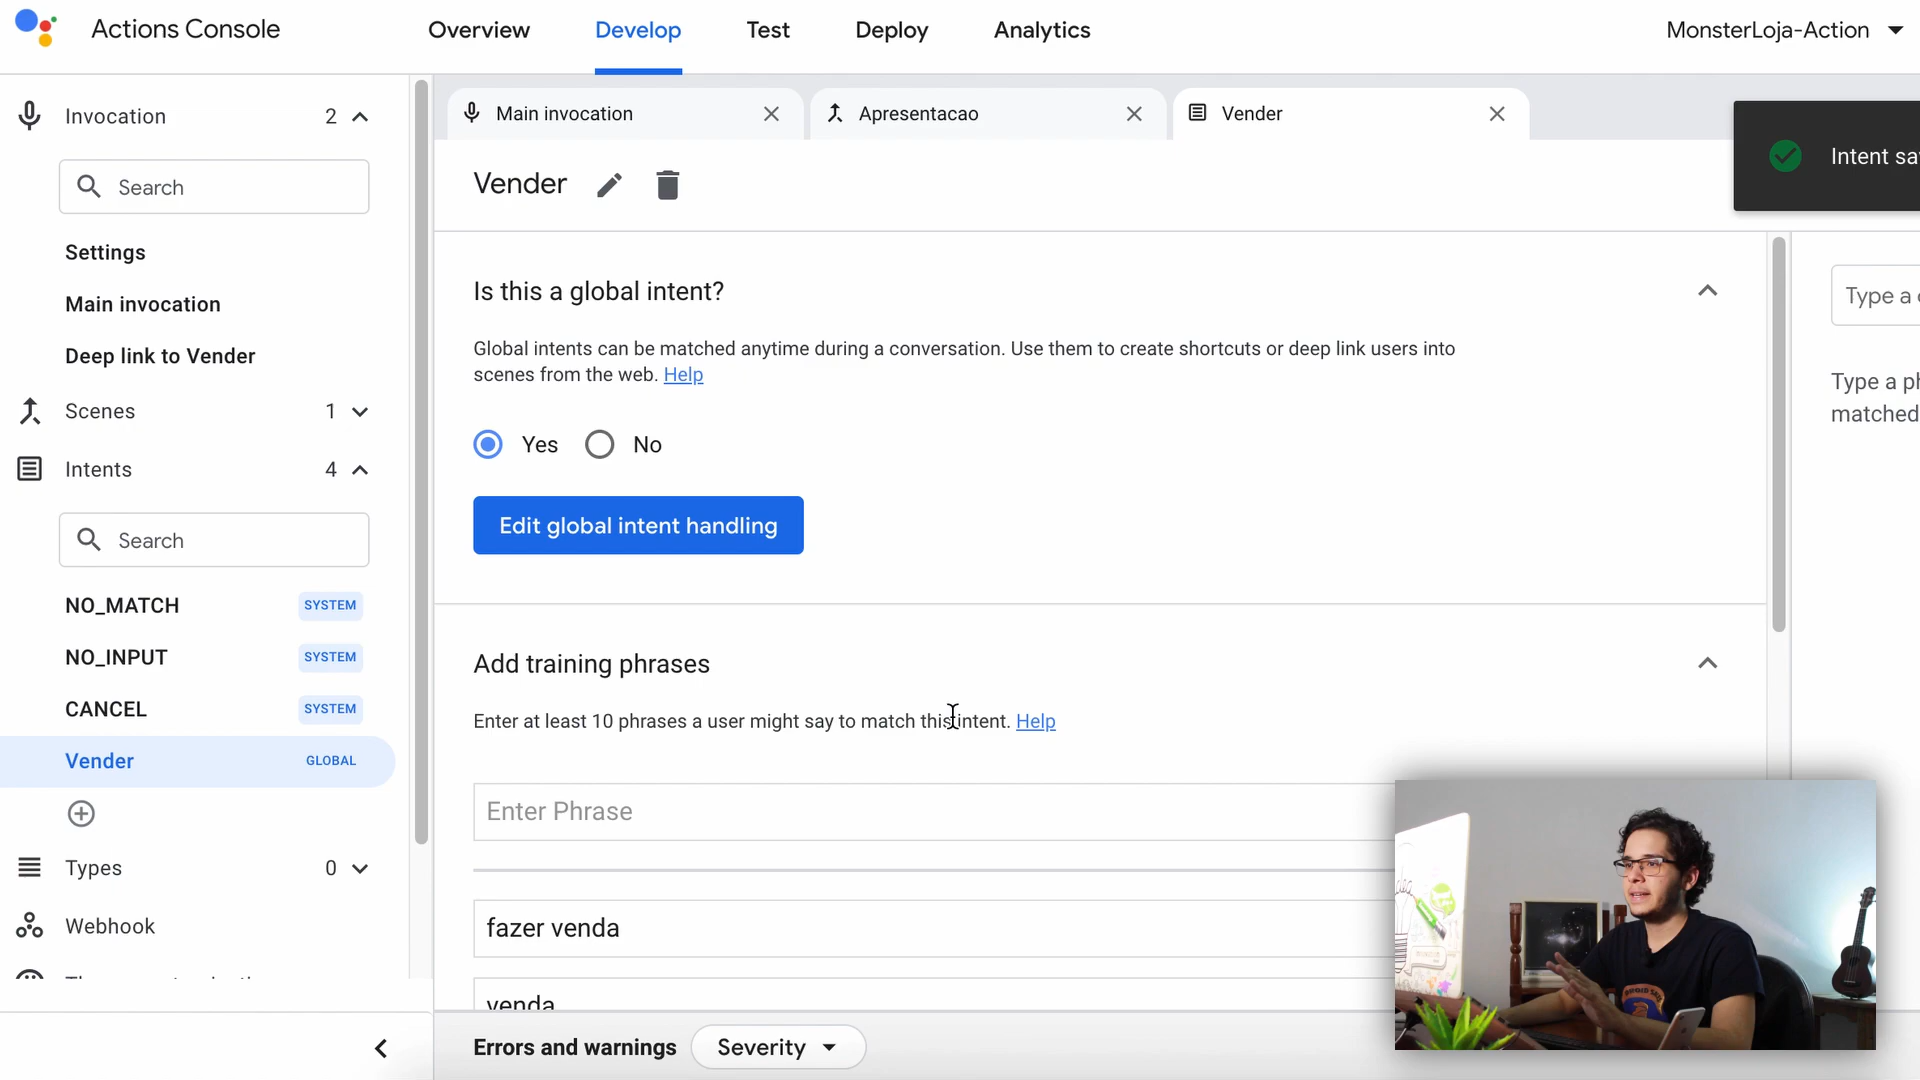 Actions Console
Overview
Develop
Test
Deploy
Analytics
MonsterLoja-Action
Invocation
2
Search
Settings
Main invocation
Deep link to Vender
Scenes
1
Intents
4
Search
NO_MATCH
SYSTEM
NO_INPUT
SYSTEM
CANCEL
SYSTEM
Vender
GLOBAL
Types
0
Webhook
Main invocation
Apresentacao
Vender
Vender
Intent
Is this a global intent?
Global intents can be matched anytime during a conversation. Use them to create shortcuts or deep link users into
scenes from the web. Help
Yes
No
Edit global intent handling
Add training phrases
Enter at least 10 phrases a user might say to match this intent. Help
Enter Phrase
fazer venda
venda
Type a
Type a
matched
Errors and warnings
Severity